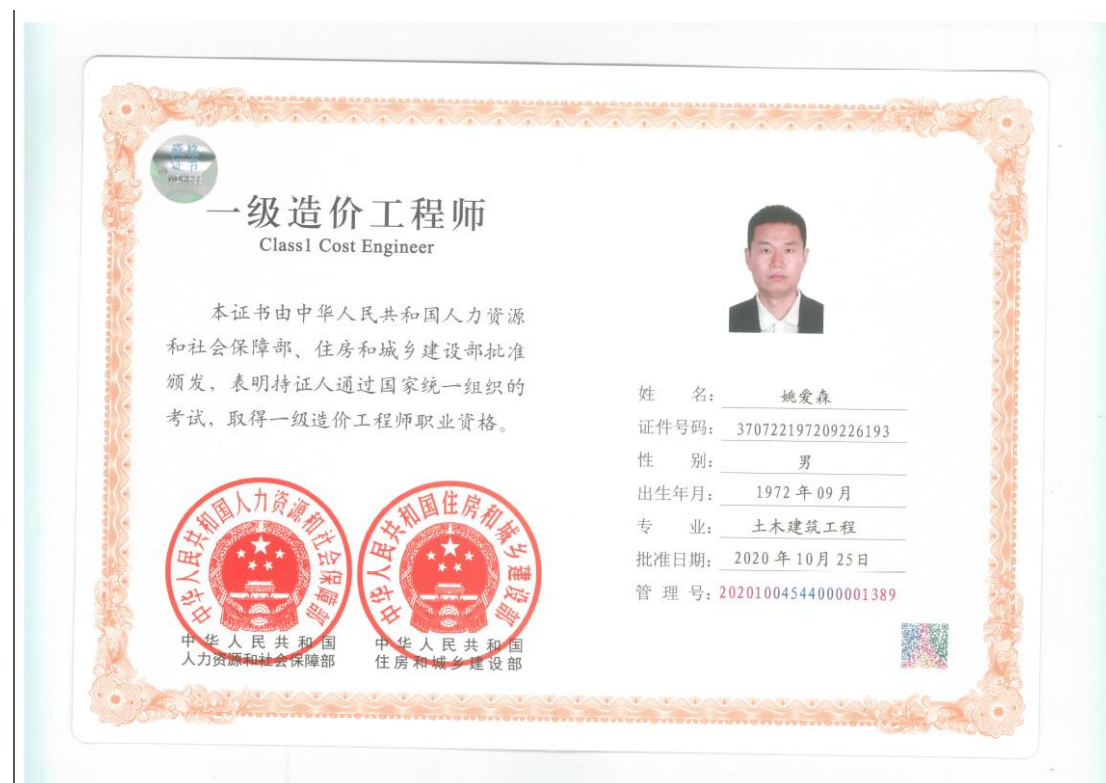 资格
证书
一级造价工程师
Class1 Cost Engineer
本证书由中华人民共和国人力资源
和社会保障部、住房和城乡建设部批准
颁发，表明持证人通过国家统一组织的
考试，取得一级造价工程师职业资格。
中华人民共和国人力资源和社会保障部
中华人民共和国住房和城乡建设部
中华人民共和国
人力资源和社会保障部
中华人民共和国
住房和城乡建设部
姓 名：姚爱森
证件号码：370722197209226193
性 别：男
出生年月：1972年09月
专 业：土木建筑工程
批准日期：2020年10月25日
管 理 号：20201004544000001389